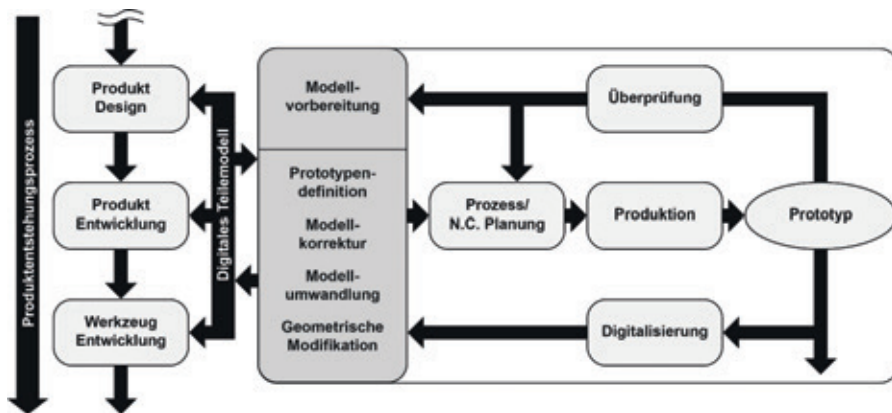 Produktentstehungsprozess
Produkt
Design
Produkt
Entwicklung
Werkzeug
Entwicklung
Digitales Teilemodell
Modell-
vorbereitung
Prototypen-
definition
Modell-
korrektur
Modell-
umwandlung
Geometrische
Modifikation
Überprüfung
Prozess/
N.C. Planung
Produktion
Prototyp
Digitalisierung